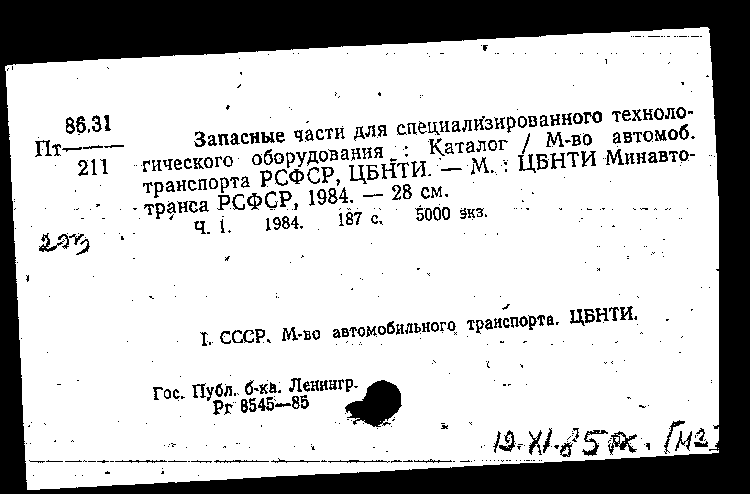 86.31
Пт
211
Запасные части для специализированного техноло-
гического оборудования : Каталог / М-во автомоб.
транспорта РСФСР, ЦБНТИ. — М. : ЦБНТИ Минавто-
транса РСФСР, 1984. — 28 см.
Ч. 1. 1984. 187 с. 5000 экз.
I. СССР. М-во автомобильного транспорта. ЦБНТИ.
Гос. Публ. б-ка. Ленингр.
Рг 8545—85
12.XI.85